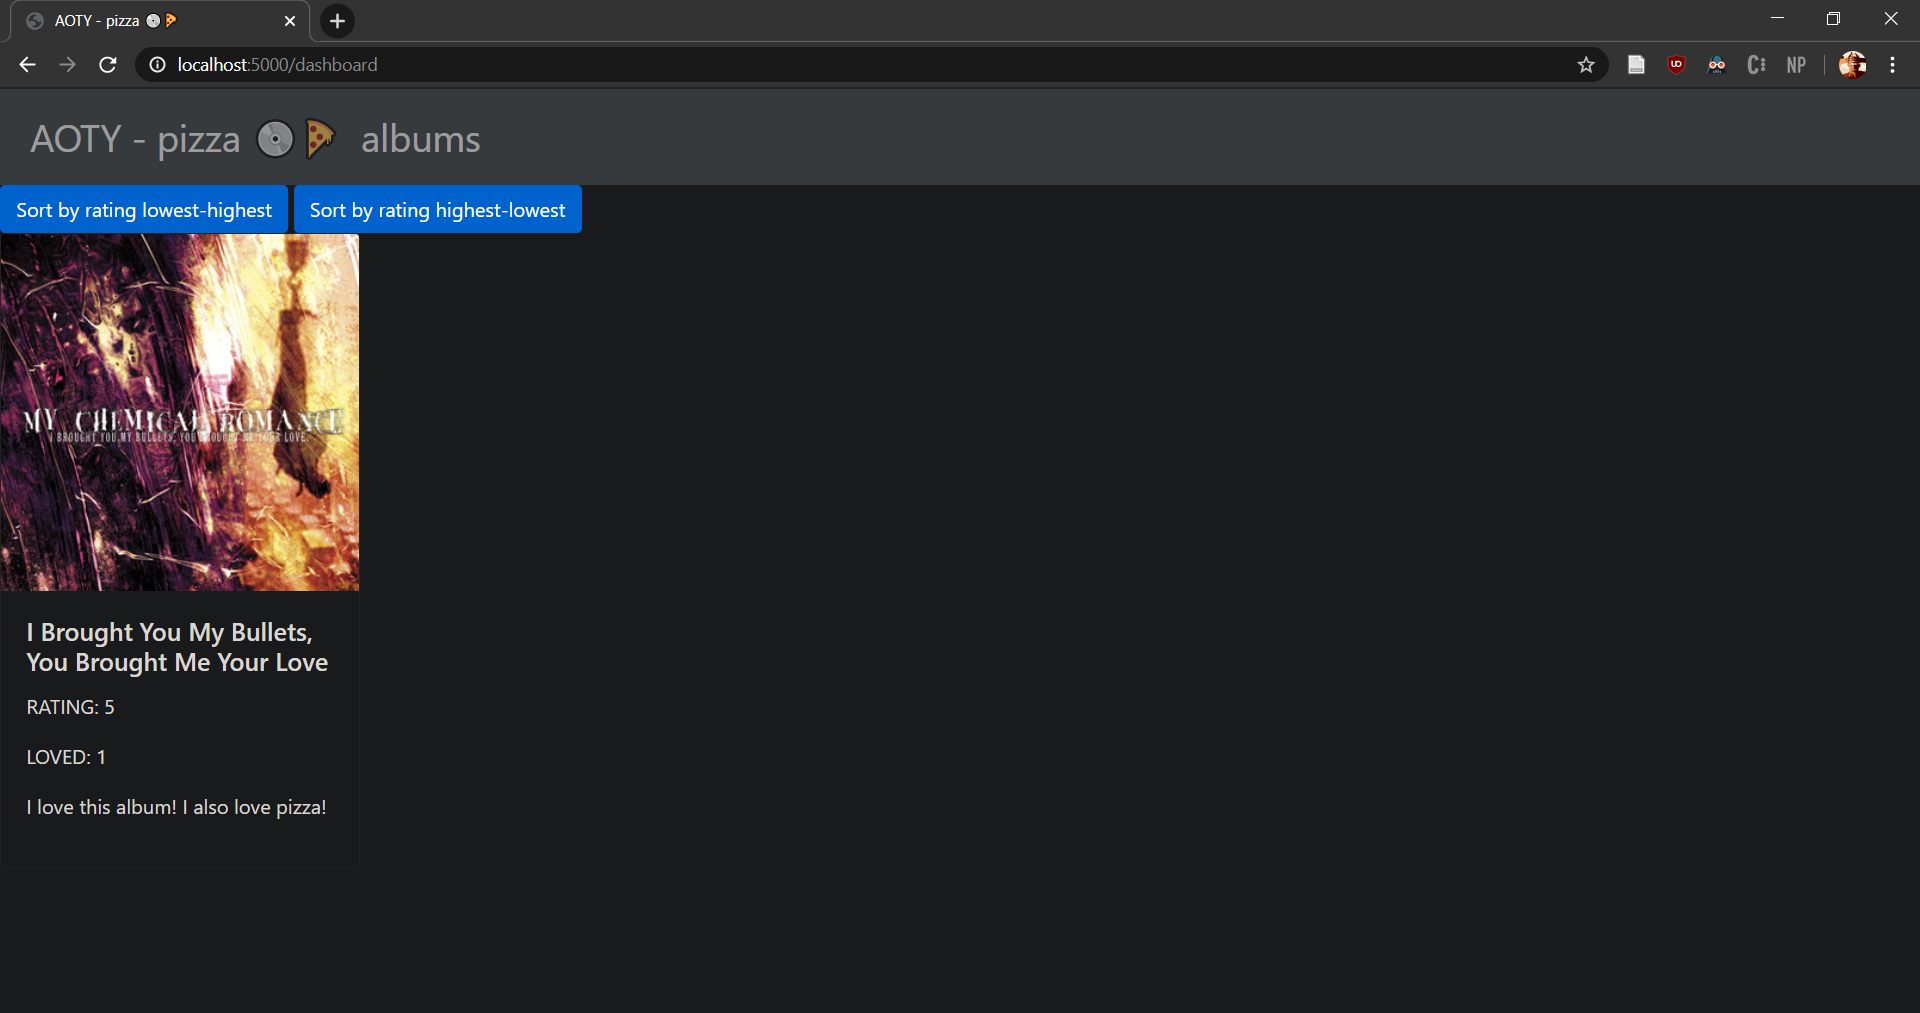 AOTY - pizza 💿🍕
localhost:5000/dashboard
UD
C:
NP
AOTY - pizza 💿🍕 albums
Sort by rating lowest-highest
Sort by rating highest-lowest
MY CHEMICAL ROMANCE
I BROUGHT YOU MY BULLETS, YOU BROUGHT ME YOUR LOVE.
I Brought You My Bullets,
You Brought Me Your Love
RATING: 5
LOVED: 1
I love this album! I also love pizza!